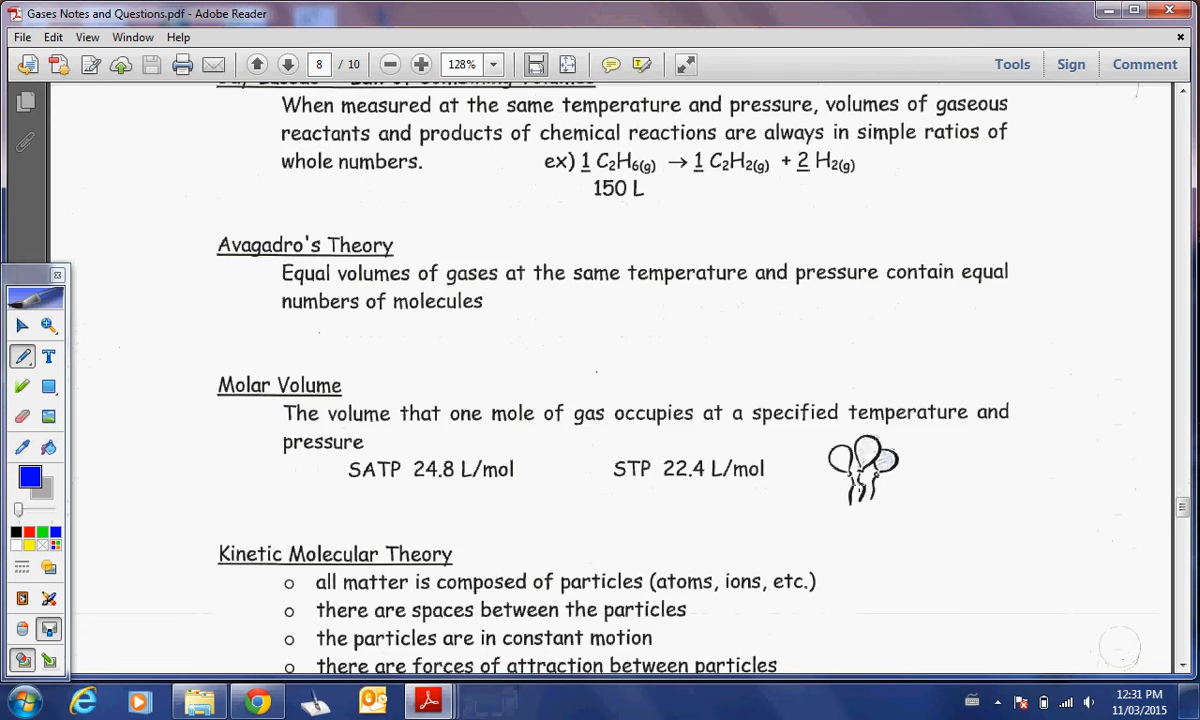 Gases Notes and Questions.pdf - Adobe Reader
File Edit View Window Help
8 / 10 128% Tools Sign Comment
When measured at the same temperature and pressure, volumes of gaseous
reactants and products of chemical reactions are always in simple ratios of
whole numbers. ex) 1 C₂H₆(g) → 1 C₂H₂(g) + 2 H₂(g)
150 L
Avagadro's Theory
Equal volumes of gases at the same temperature and pressure contain equal
numbers of molecules
Molar Volume
The volume that one mole of gas occupies at a specified temperature and
pressure
SATP 24.8 L/mol STP 22.4 L/mol
Kinetic Molecular Theory
o all matter is composed of particles (atoms, ions, etc.)
o there are spaces between the particles
o the particles are in constant motion
o there are forces of attraction between particles
12:31 PM
11/03/2015